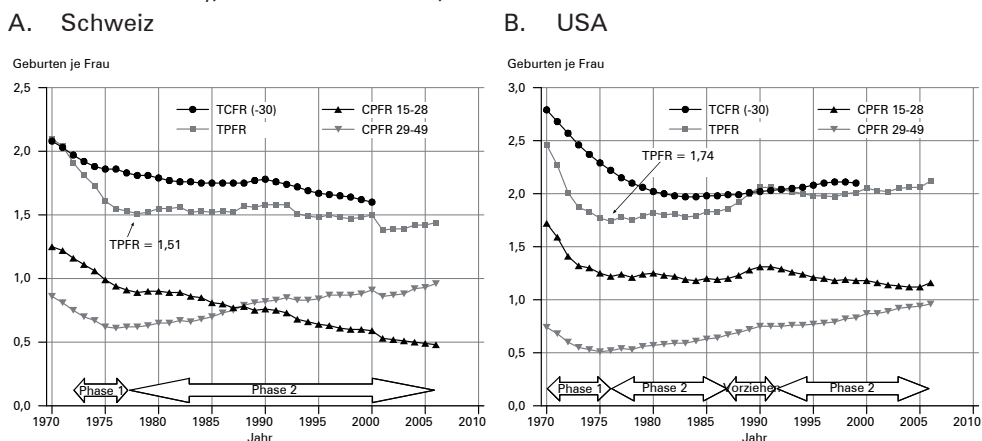 A. Schweiz
Geburten je Frau
2,5
2,0
1,5
1,0
0,5
0,0
TCFR (-30)
CPFR 15-28
TPFR
CPFR 29-49
TPFR = 1,51
Phase 1
Phase 2
1970 1975 1980 1985 1990 1995 2000 2005 2010
Jahr
B. USA
Geburten je Frau
3,0
2,5
2,0
1,5
1,0
0,5
0,0
TCFR (-30)
CPFR 15-28
TPFR
CPFR 29-49
TPFR = 1,74
Phase 1
Phase 2
Vorziehen
Phase 2
1970 1975 1980 1985 1990 1995 2000 2005 2010
Jahr